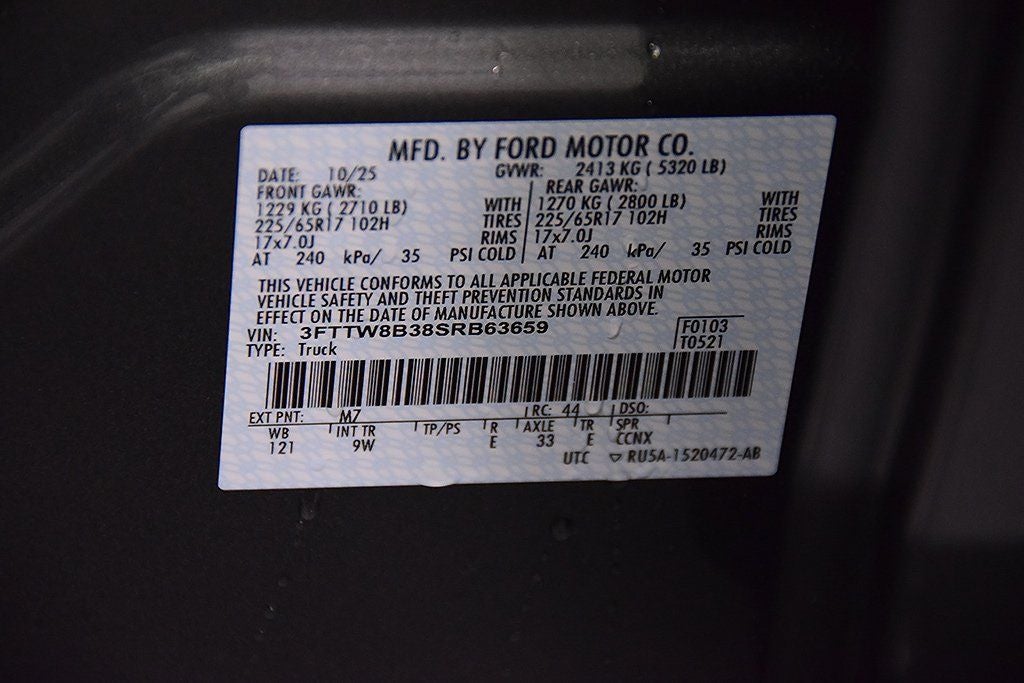 MFD. BY FORD MOTOR CO.
DATE: 10/25 GVWR: 2413 KG ( 5320 LB)
FRONT GAWR: REAR GAWR:
1229 KG ( 2710 LB) WITH 1270 KG ( 2800 LB) WITH
225/65R17 102H TIRES 225/65R17 102H TIRES
17x7.0J RIMS 17x7.0J RIMS
AT 240 kPa/ 35 PSI COLD AT 240 kPa/ 35 PSI COLD
THIS VEHICLE CONFORMS TO ALL APPLICABLE FEDERAL MOTOR
VEHICLE SAFETY AND THEFT PREVENTION STANDARDS IN
EFFECT ON THE DATE OF MANUFACTURE SHOWN ABOVE.
VIN: 3FTTW8B38SRB63659 F0103
TYPE: Truck T0521
EXT PNT: M7 RC: 44 DSO:
WB INT TR TP/PS R AXLE TR SPR
121 9W E 33 E CCNX
UTC ▽ RU5A-1520472-AB